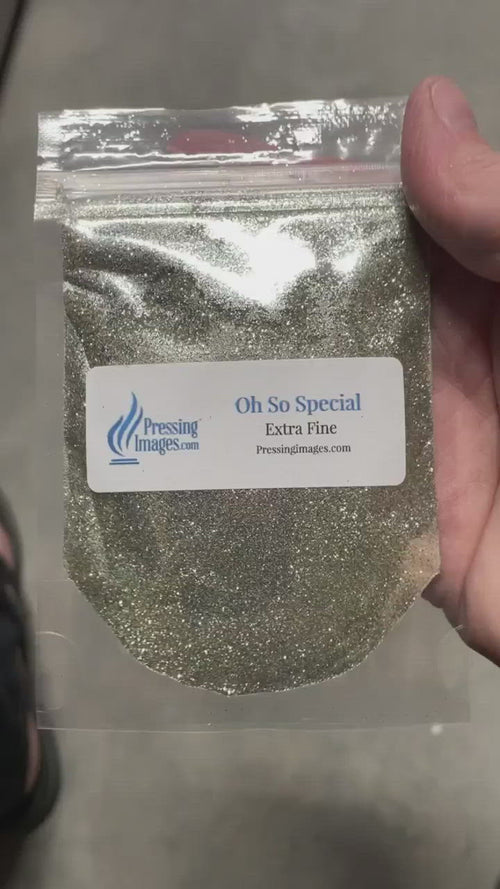 Pressing
Images.com
Oh So Special
Extra Fine
Pressingimages.com